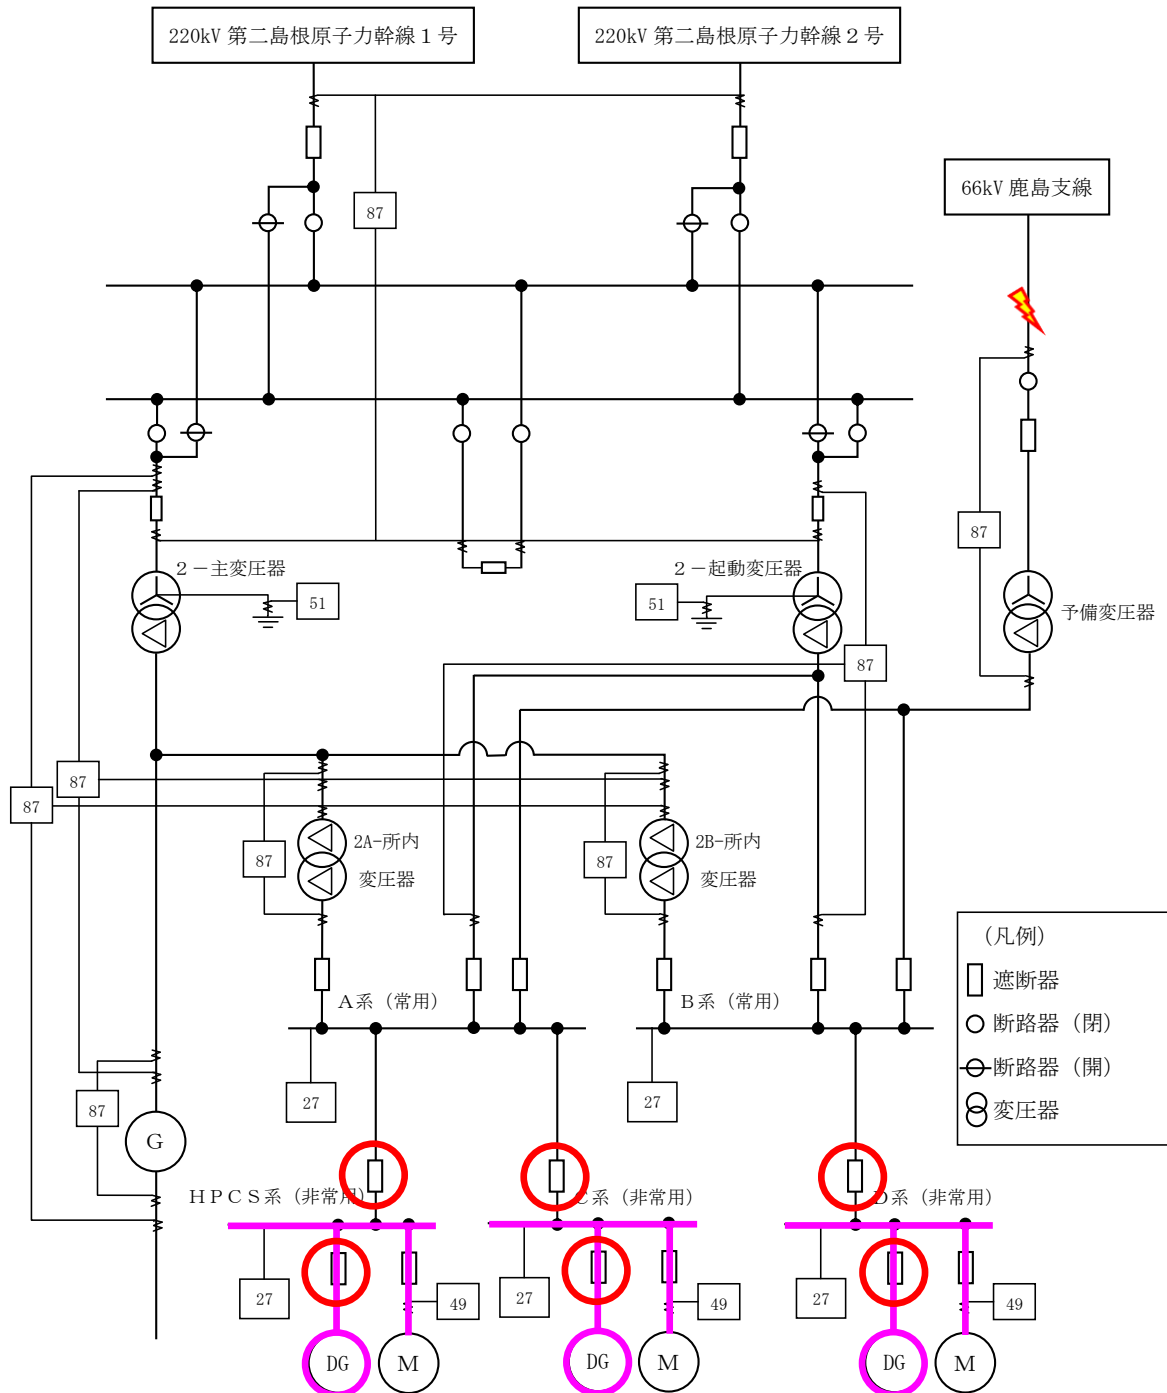 220kV 第二島根原子力幹線１号
220kV 第二島根原子力幹線２号
66kV 鹿島支線
87
87
２－主変圧器
２－起動変圧器
51
51
予備変圧器
87
87
87
2A-所内
変圧器
2B-所内
変圧器
87
87
（凡例）
遮断器
断路器（閉）
断路器（開）
変圧器
Ａ系（常用）
Ｂ系（常用）
27
27
87
G
ＨＰＣＳ系（非常用）
Ｃ系（非常用）
Ｄ系（非常用）
27
49
27
49
27
49
DG
M
DG
M
DG
M